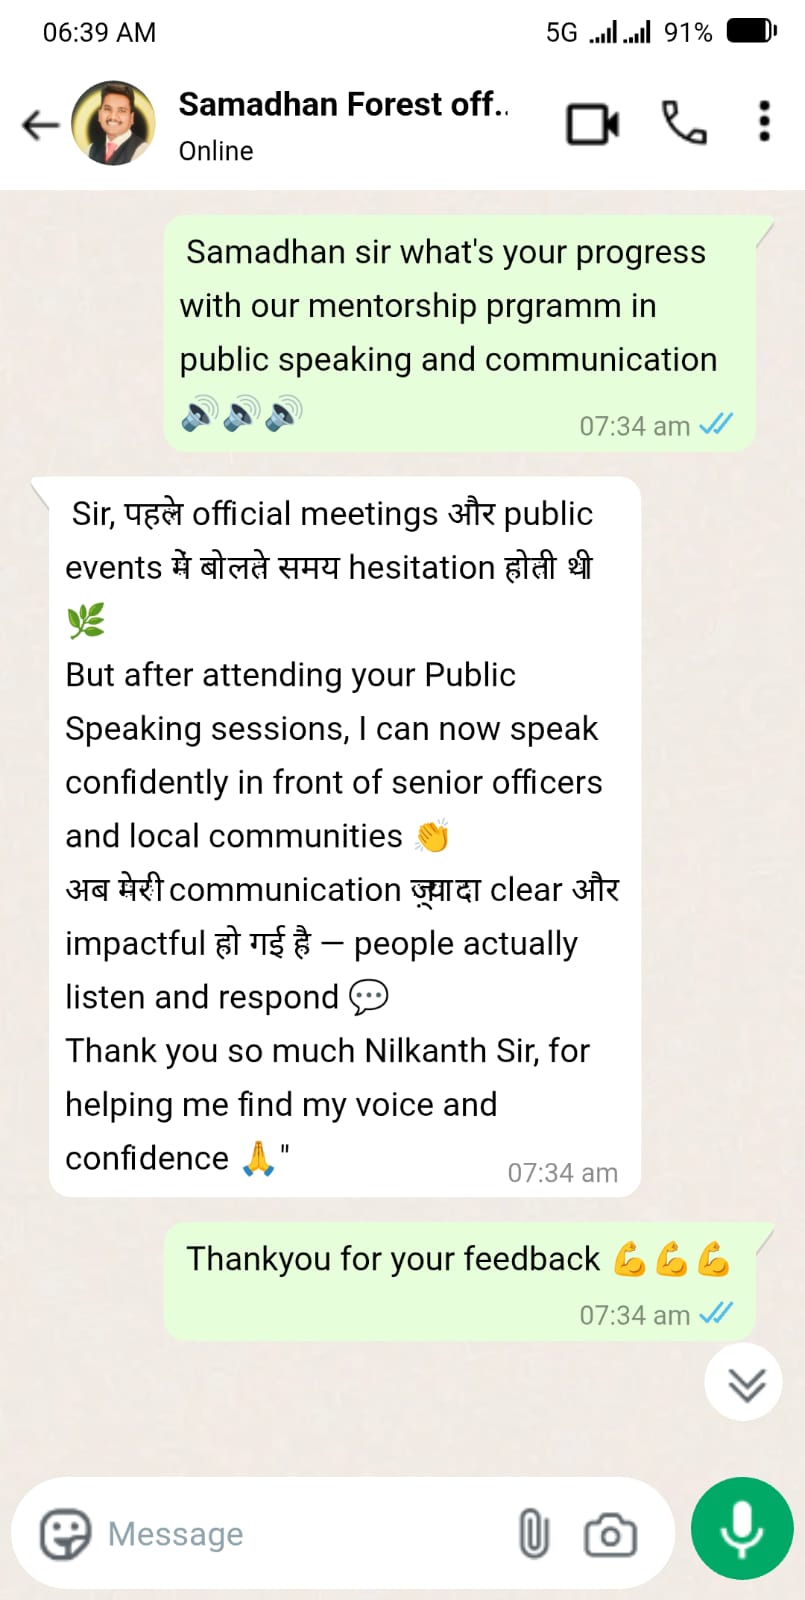 06:39 AM 5G 91%
Samadhan Forest off..
Online
Samadhan sir what's your progress
with our mentorship prgramm in
public speaking and communication
🔊🔊🔊
07:34 am
Sir, पहले official meetings और public
events में बोलते समय hesitation होती थी
🌿
But after attending your Public
Speaking sessions, I can now speak
confidently in front of senior officers
and local communities 👏
अब मेरी communication ज़्यादा clear और
impactful हो गई है – people actually
listen and respond 💬
Thank you so much Nilkanth Sir, for
helping me find my voice and
confidence 🙏"
07:34 am
Thankyou for your feedback 💪💪💪
07:34 am
Message